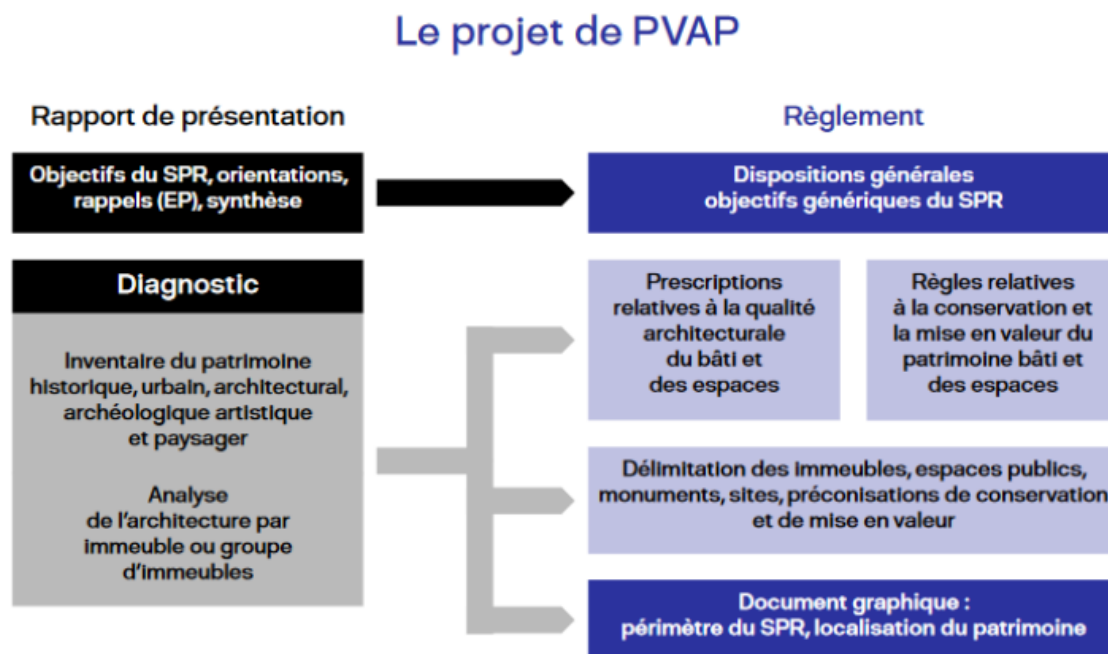 Le projet de PVAP
Rapport de présentation
Règlement
Objectifs du SPR, orientations,
rappels (EP), synthèse
Dispositions générales
objectifs génériques du SPR
Diagnostic
Inventaire du patrimoine
historique, urbain, architectural,
archéologique artistique
et paysager
Analyse
de l'architecture par
immeuble ou groupe
d'immeubles
Prescriptions
relatives à la qualité
architecturale
du bâti et
des espaces
Règles relatives
à la conservation et
la mise en valeur du
patrimoine bâti et
des espaces
Délimitation des immeubles, espaces publics,
monuments, sites, préconisations de conservation
et de mise en valeur
Document graphique :
périmètre du SPR, localisation du patrimoine